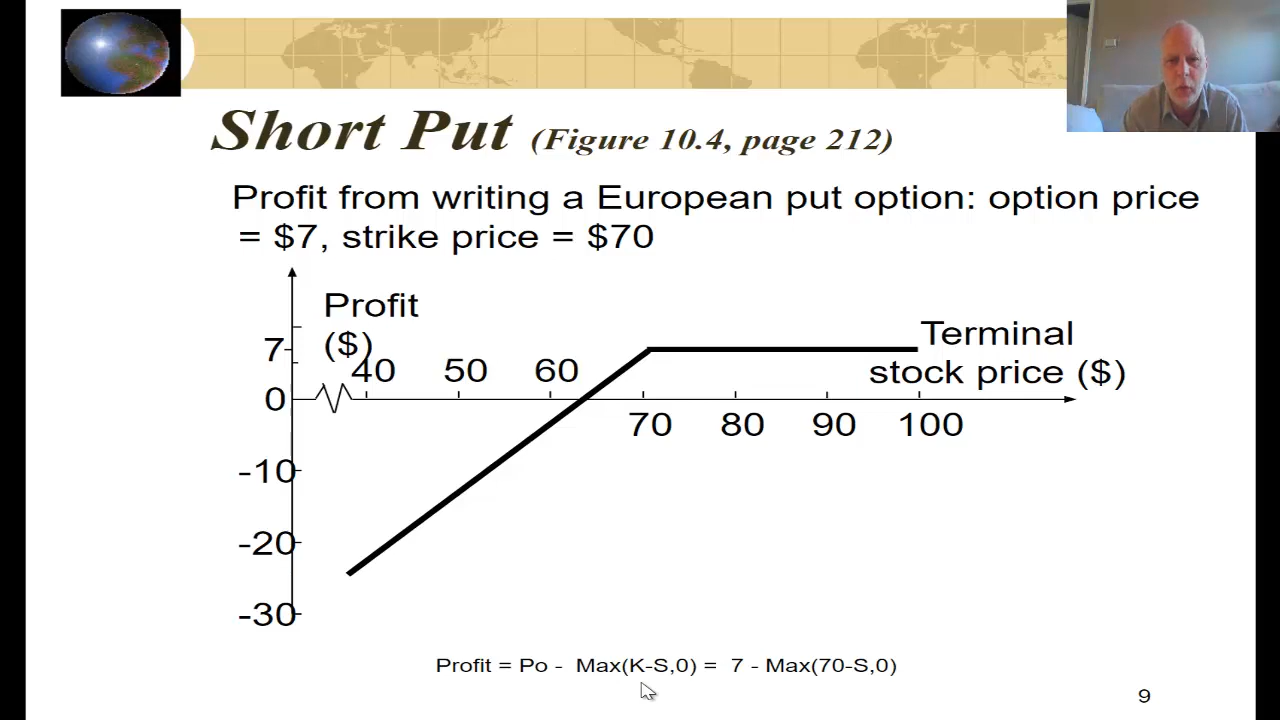 Short Put (Figure 10.4, page 212)
Profit from writing a European put option: option price
= $7, strike price = $70
Profit
($)
Terminal
stock price ($)
7
0
-10
-20
-30
40 50 60
70 80 90 100
Profit = Po - Max(K-S,0) = 7 - Max(70-S,0)
9